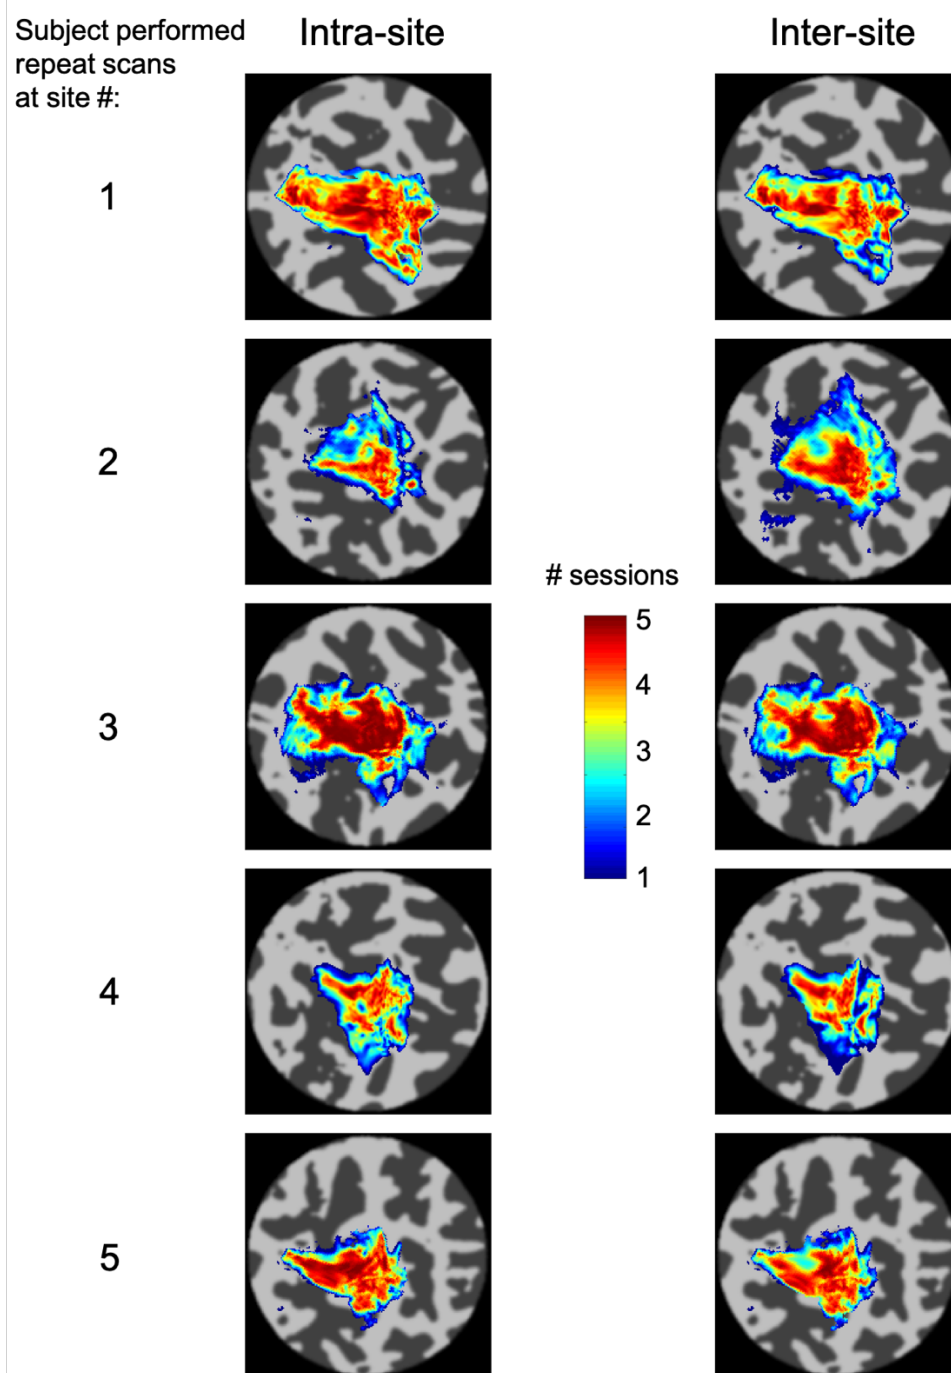 Subject performed
repeat scans
at site #:
Intra-site
Inter-site
1
2
# sessions
5
4
3
2
1
3
4
5